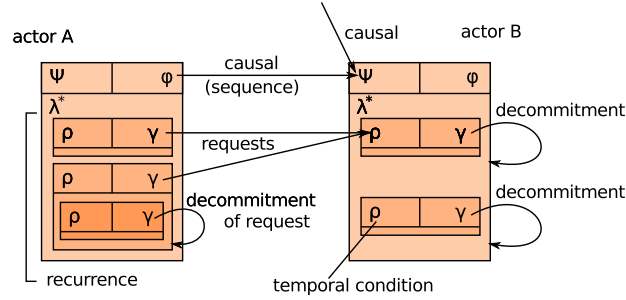 actor A
causal
actor B
Ψ φ
causal
(sequence)
Ψ φ
λ*
λ*
decommitment
ρ γ
requests
ρ γ
ρ γ
ρ γ
decommitment
of request
decommitment
ρ γ
recurrence
temporal condition